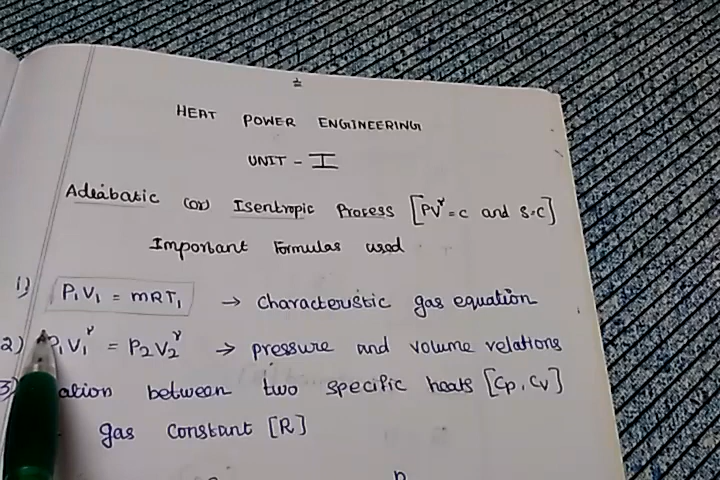 HEAT POWER ENGINEERING
UNIT - I
Adiabatic (or) Isentropic Process [PV^γ = C and S=C]
Important Formulas used
1) P₁V₁ = mRT₁ → characteristic gas equation
2) P₁V₁^γ = P₂V₂^γ → pressure and volume relations
3) ation between two specific heats [Cp, Cv]
gas constant [R]